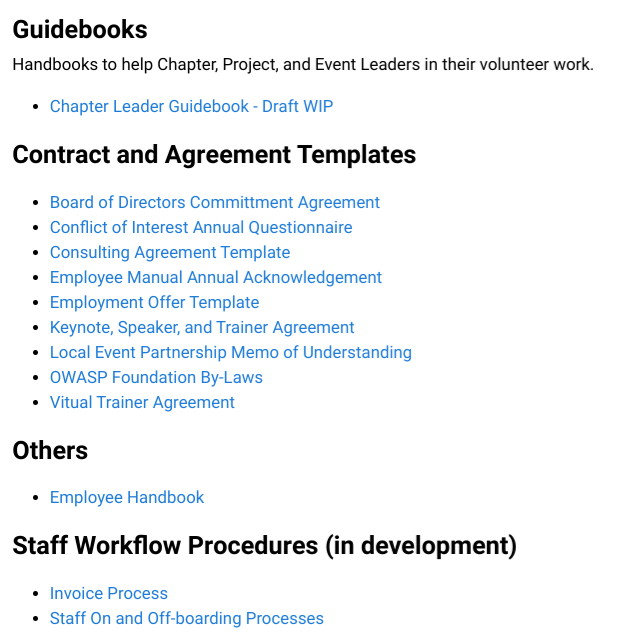 Guidebooks
Handbooks to help Chapter, Project, and Event Leaders in their volunteer work.
• Chapter Leader Guidebook - Draft WIP
Contract and Agreement Templates
• Board of Directors Committment Agreement
• Conflict of Interest Annual Questionnaire
• Consulting Agreement Template
• Employee Manual Annual Acknowledgement
• Employment Offer Template
• Keynote, Speaker, and Trainer Agreement
• Local Event Partnership Memo of Understanding
• OWASP Foundation By-Laws
• Vitual Trainer Agreement
Others
• Employee Handbook
Staff Workflow Procedures (in development)
• Invoice Process
• Staff On and Off-boarding Processes